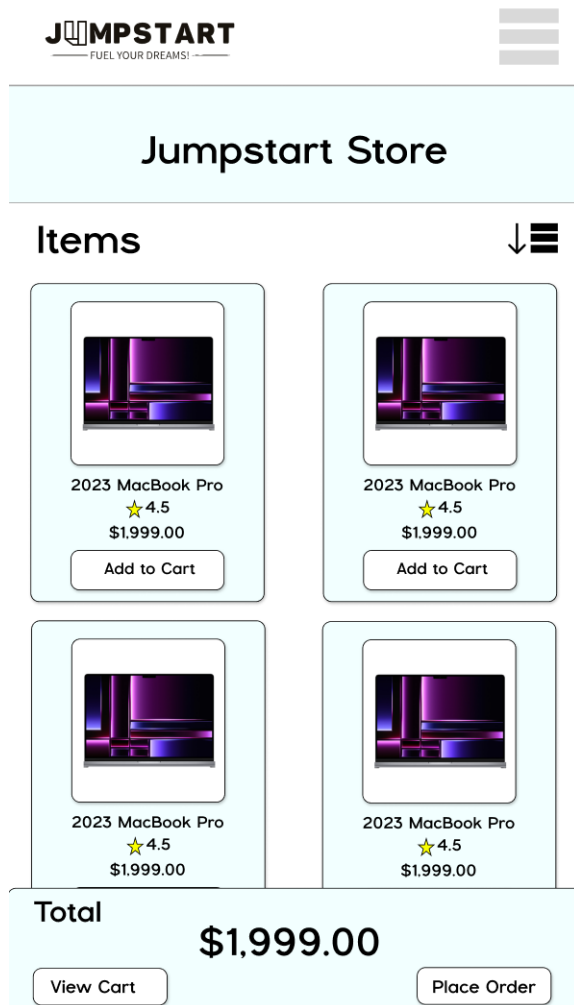 JUMPSTART
FUEL YOUR DREAMS!
Jumpstart Store
Items
2023 MacBook Pro
4.5
$1,999.00
Add to Cart
2023 MacBook Pro
4.5
$1,999.00
Add to Cart
2023 MacBook Pro
4.5
$1,999.00
2023 MacBook Pro
4.5
$1,999.00
Total
$1,999.00
View Cart
Place Order